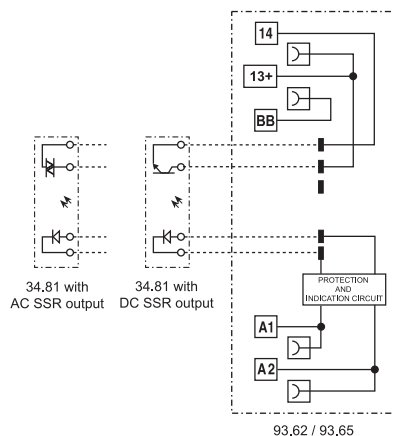 14
13+
BB
34.81 with
AC SSR output
34.81 with
DC SSR output
PROTECTION
AND
INDICATION CIRCUIT
A1
A2
93.62 / 93.65